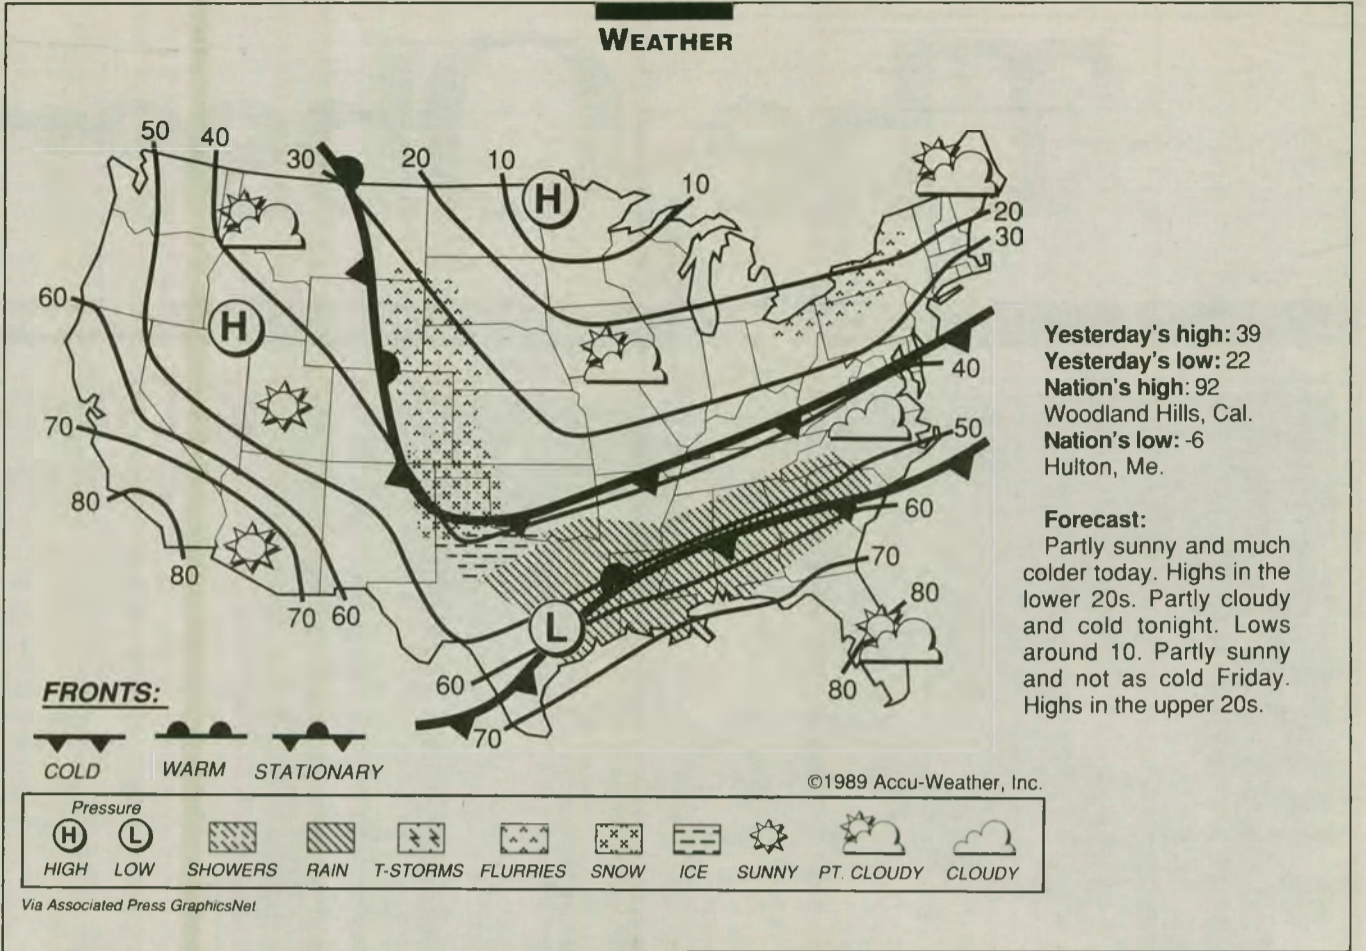 WEATHER
50
40
30
20
10
10
20
30
60
40
70
50
80
60
70
80
80
70
60
60
80
70
H
H
L
Yesterday's high: 39
Yesterday's low: 22
Nation's high: 92
Woodland Hills, Cal.
Nation's low: -6
Hulton, Me.
Forecast:
Partly sunny and much
colder today. Highs in the
lower 20s. Partly cloudy
and cold tonight. Lows
around 10. Partly sunny
and not as cold Friday.
Highs in the upper 20s.
FRONTS:
COLD WARM STATIONARY
©1989 Accu-Weather, Inc.
Pressure
H L
HIGH LOW SHOWERS RAIN T-STORMS FLURRIES SNOW ICE SUNNY PT. CLOUDY CLOUDY
Via Associated Press GraphicsNet